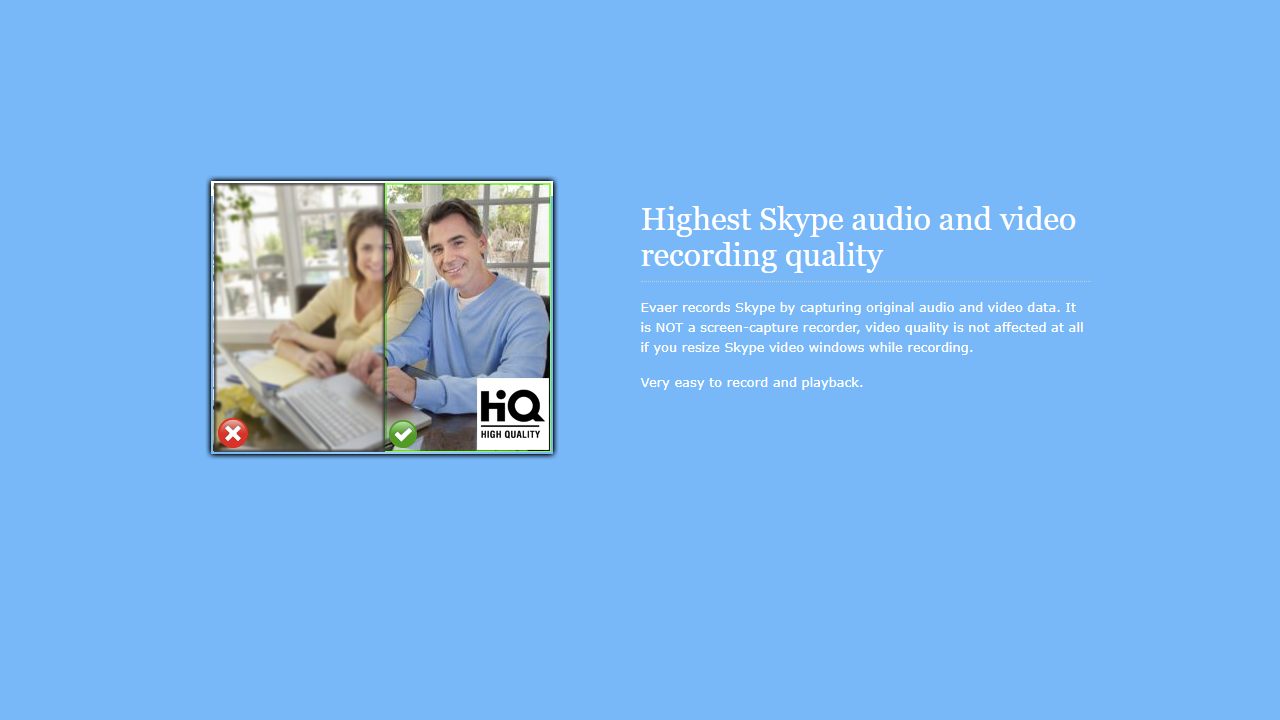 Highest Skype audio and video
recording quality
Evaer records Skype by capturing original audio and video data. It
is NOT a screen-capture recorder, video quality is not affected at all
if you resize Skype video windows while recording.
Very easy to record and playback.
HiQ
HIGH QUALITY